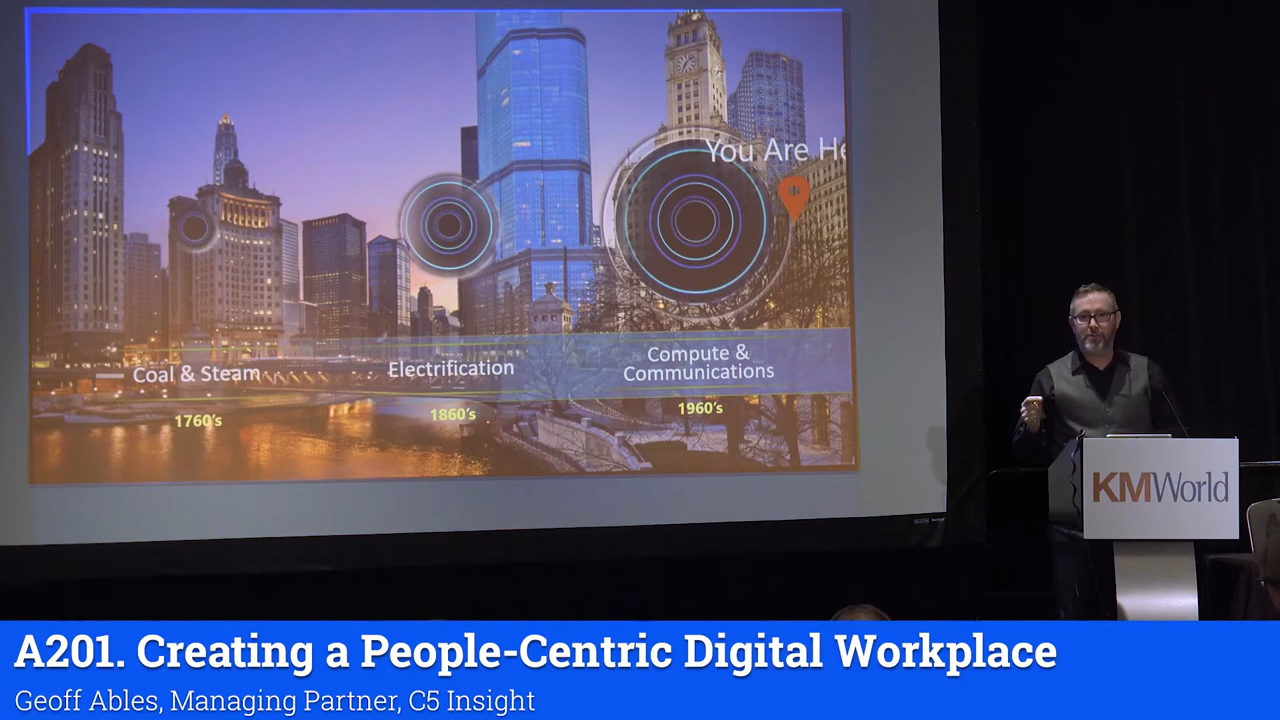 You Are He
Coal & Steam
Electrification
Compute &
Communications
1760's
1860's
1960's
KMWorld
A201. Creating a People-Centric Digital Workplace
Geoff Ables, Managing Partner, C5 Insight